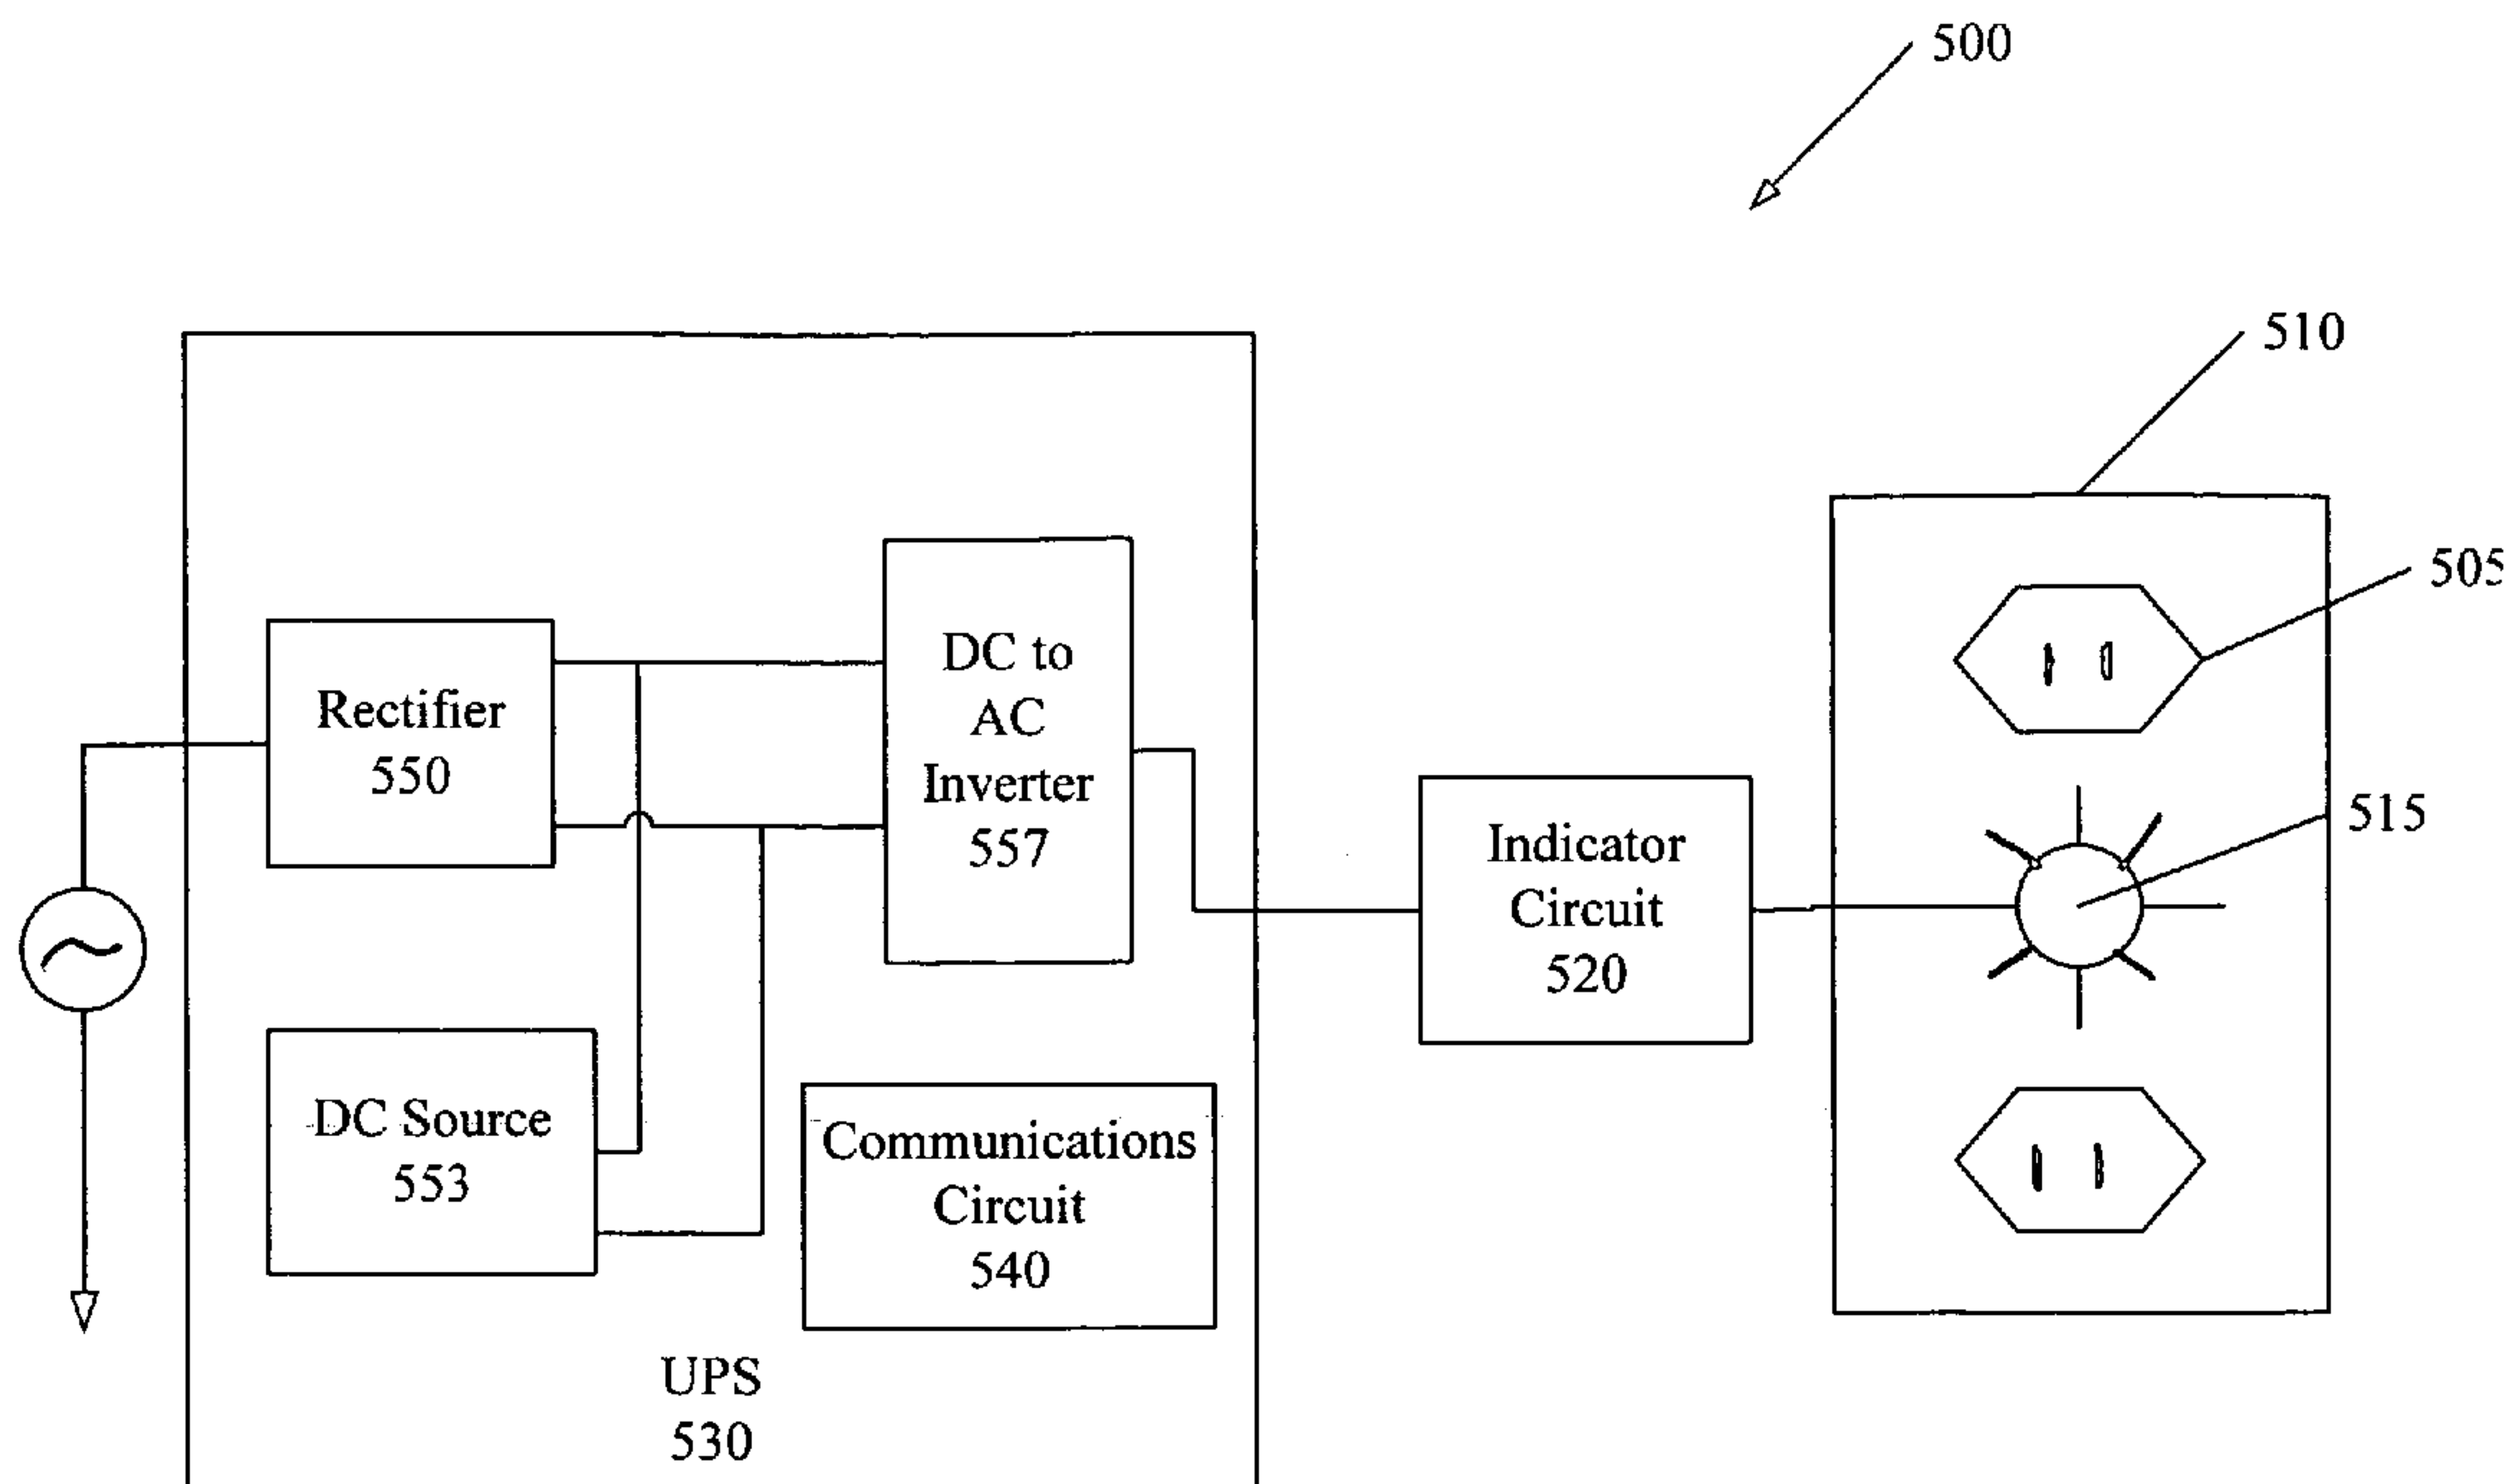 500
510
505
515
Rectifier
550
DC to
AC
Inverter
557
Indicator
Circuit
520
DC Source
553
Communications
Circuit
540
UPS
530